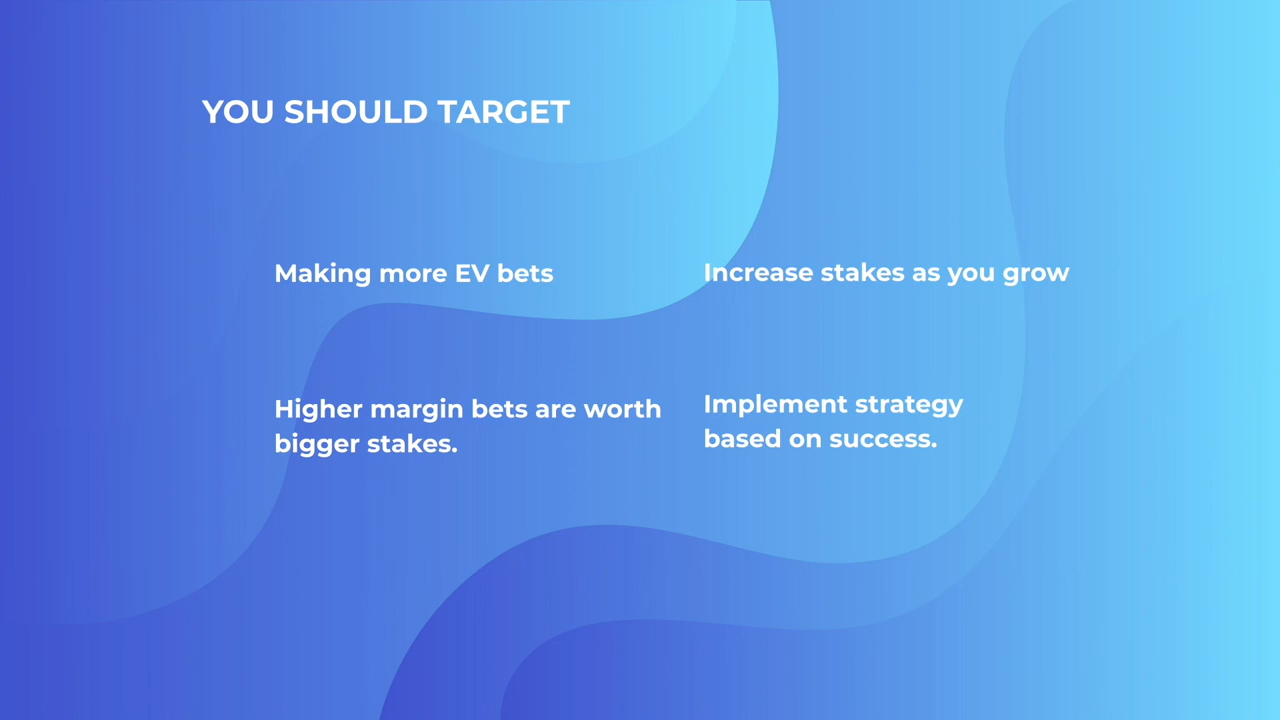 YOU SHOULD TARGET
Making more EV bets
Increase stakes as you grow
Higher margin bets are worth
bigger stakes.
Implement strategy
based on success.